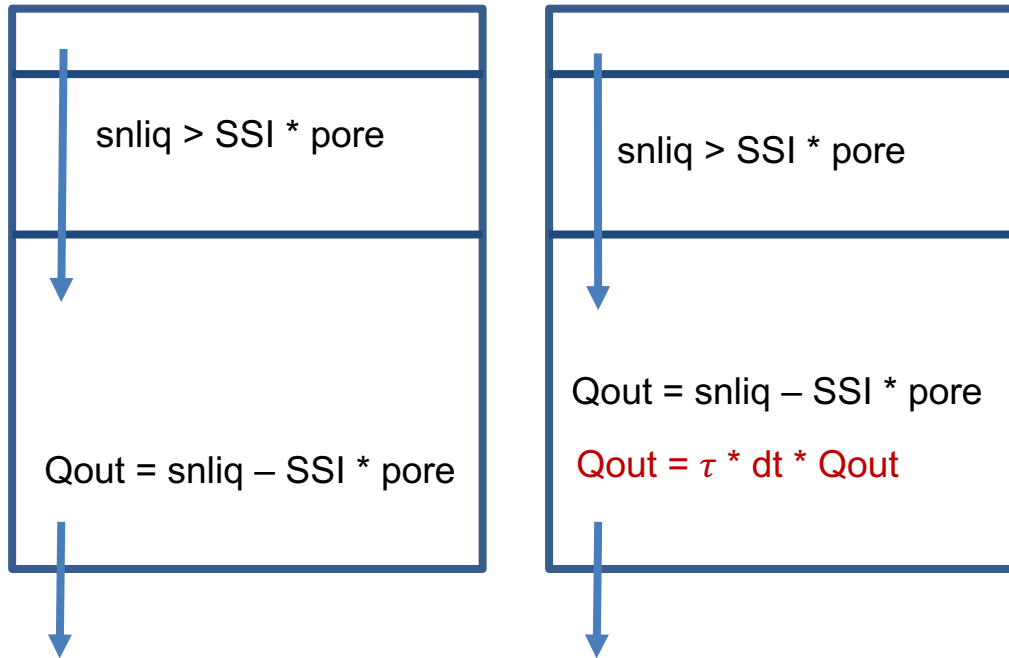 snliq > SSI * pore
Qout = snliq – SSI * pore
snliq > SSI * pore
Qout = snliq – SSI * pore
Qout = 𝜏 * dt * Qout